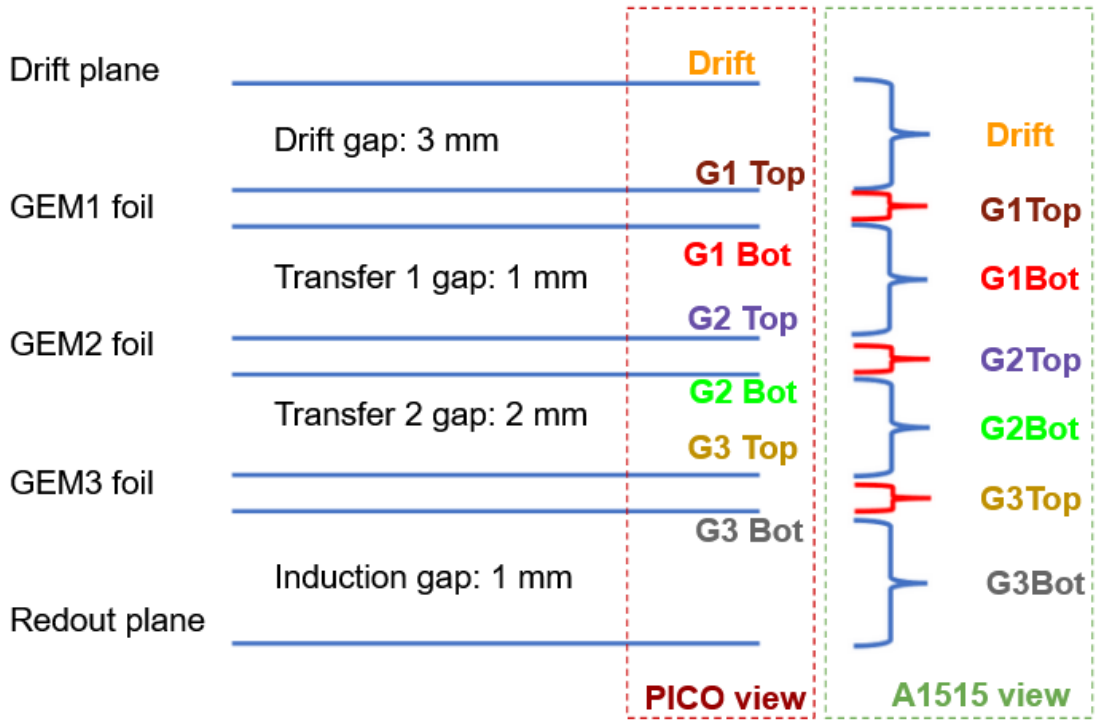 Drift plane
Drift
Drift gap: 3 mm
Drift
G1 Top
GEM1 foil
G1Top
G1 Bot
Transfer 1 gap: 1 mm
G1Bot
G2 Top
GEM2 foil
G2Top
G2 Bot
Transfer 2 gap: 2 mm
G2Bot
G3 Top
GEM3 foil
G3Top
G3 Bot
Induction gap: 1 mm
G3Bot
Redout plane
PICO view
A1515 view